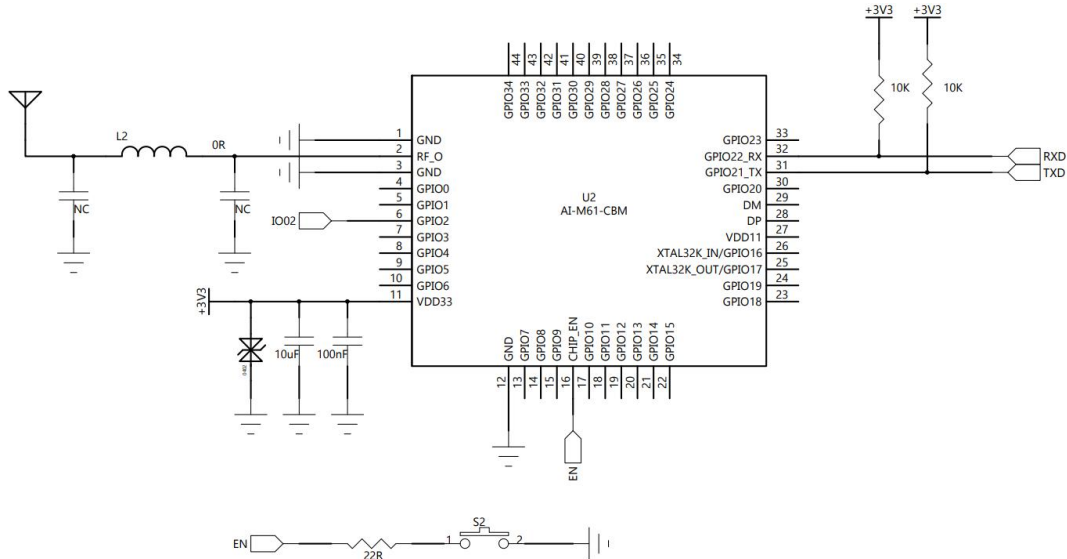 +3V3 +3V3
44 43 42 41 40 39 38 37 36 35 34
GPIO34 GPIO33 GPIO32 GPIO31 GPIO30 GPIO29 GPIO28 GPIO27 GPIO26 GPIO25 GPIO24
10K 10K
L2 0R
NC NC
1 GND
2 RF_O
3 GND
4 GPIO0
5 GPIO1
IO02 6 GPIO2
7 GPIO3
8 GPIO4
9 GPIO5
10 GPIO6
+3V3 11 VDD33
U2
AI-M61-CBM
GPIO23 33
GPIO22_RX 32 RXD
GPIO21_TX 31 TXD
GPIO20 30
DM 29
DP 28
VDD11 27
XTAL32K_IN/GPIO16 26
XTAL32K_OUT/GPIO17 25
GPIO19 24
GPIO18 23
10uF 100nF
GND GPIO7 GPIO8 GPIO9 CHIP_EN GPIO10 GPIO11 GPIO12 GPIO13 GPIO14 GPIO15
12 13 14 15 16 17 18 19 20 21 22
EN
S2
EN 22R 1 2